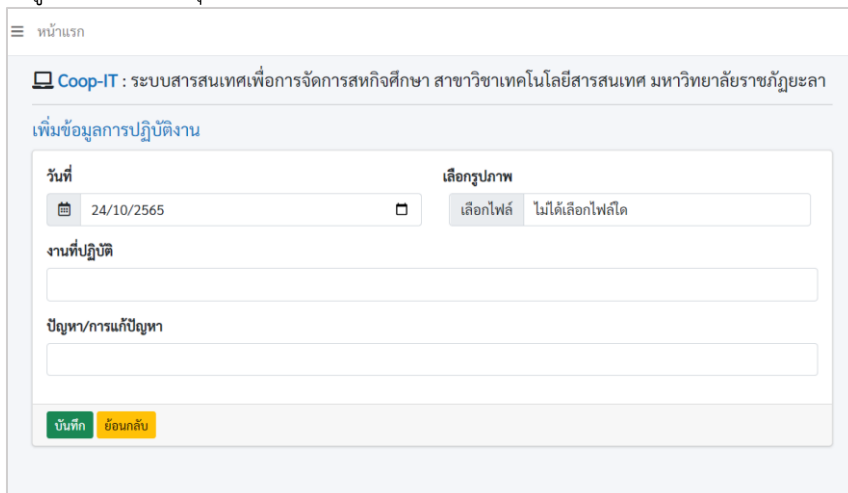 หน้าแรก
Coop-IT : ระบบสารสนเทศเพื่อการจัดการสหกิจศึกษา สาขาวิชาเทคโนโลยีสารสนเทศ มหาวิทยาลัยราชภัฏยะลา
เพิ่มข้อมูลการปฏิบัติงาน
วันที่ เลือกรูปภาพ
24/10/2565 เลือกไฟล์ ไม่ได้เลือกไฟล์ใด
งานที่ปฏิบัติ
ปัญหา/การแก้ปัญหา
บันทึก ย้อนกลับ